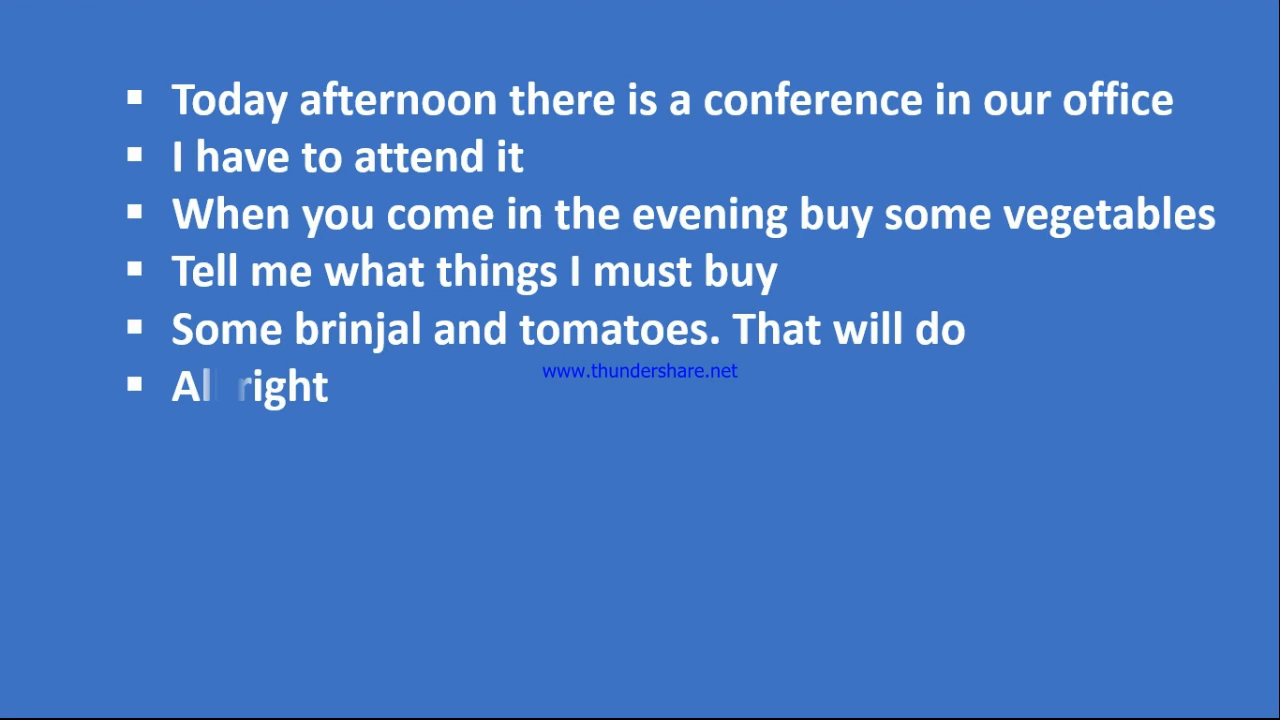 ▪ Today afternoon there is a conference in our office
▪ I have to attend it
▪ When you come in the evening buy some vegetables
▪ Tell me what things I must buy
▪ Some brinjal and tomatoes. That will do
www.thundershare.net
▪ All right